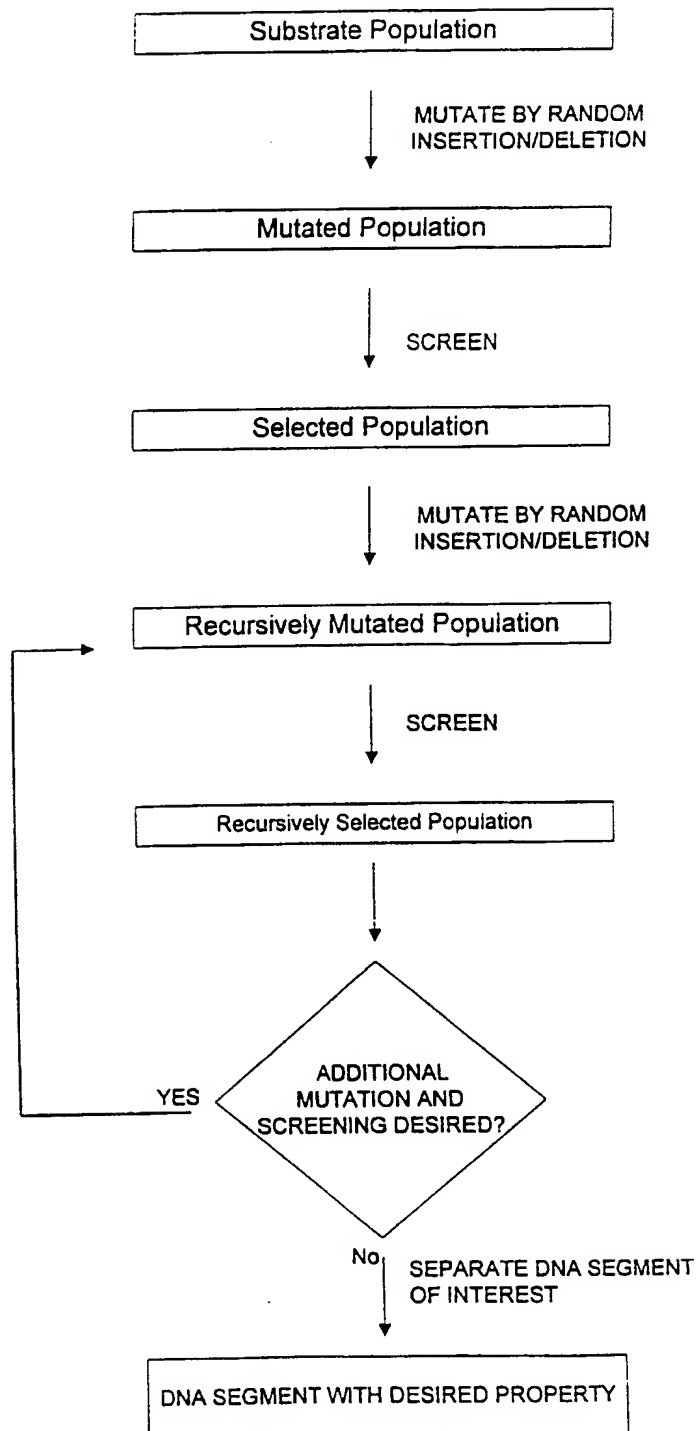 Substrate Population
MUTATE BY RANDOM
INSERTION/DELETION
Mutated Population
SCREEN
Selected Population
MUTATE BY RANDOM
INSERTION/DELETION
Recursively Mutated Population
SCREEN
Recursively Selected Population
ADDITIONAL
MUTATION AND
SCREENING DESIRED?
YES
No
SEPARATE DNA SEGMENT
OF INTEREST
DNA SEGMENT WITH DESIRED PROPERTY